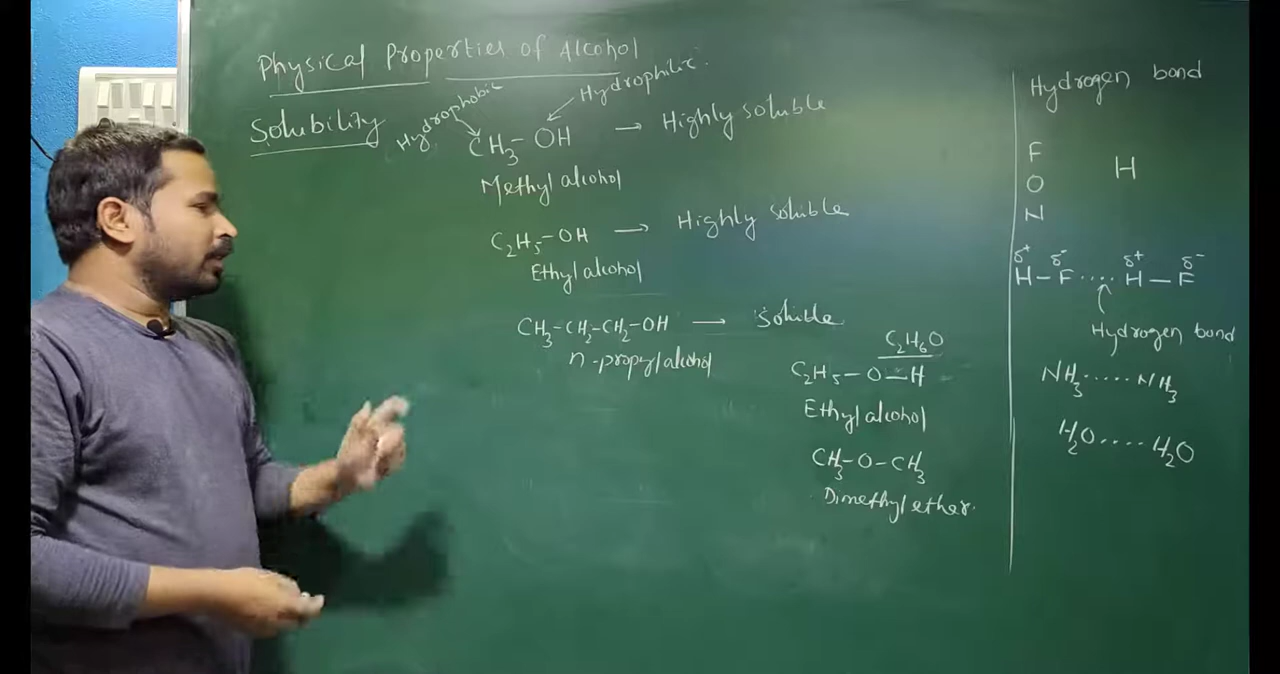 Physical Properties of Alcohol
Solubility
Hydrophobic
Hydrophilic.
CH₃-OH → Highly soluble
Methyl alcohol
C₂H₅-OH → Highly soluble
Ethyl alcohol
CH₃-CH₂-CH₂-OH → Soluble
n-propyl alcohol
C₂H₆O
C₂H₅-O-H
Ethyl alcohol
CH₃-O-CH₃
Dimethyl ether.
Hydrogen bond
F
O H
N
δ⁺ δ⁻ δ⁺ δ⁻
H-F....H-F
Hydrogen bond
NH₃.....NH₃
H₂O....H₂O